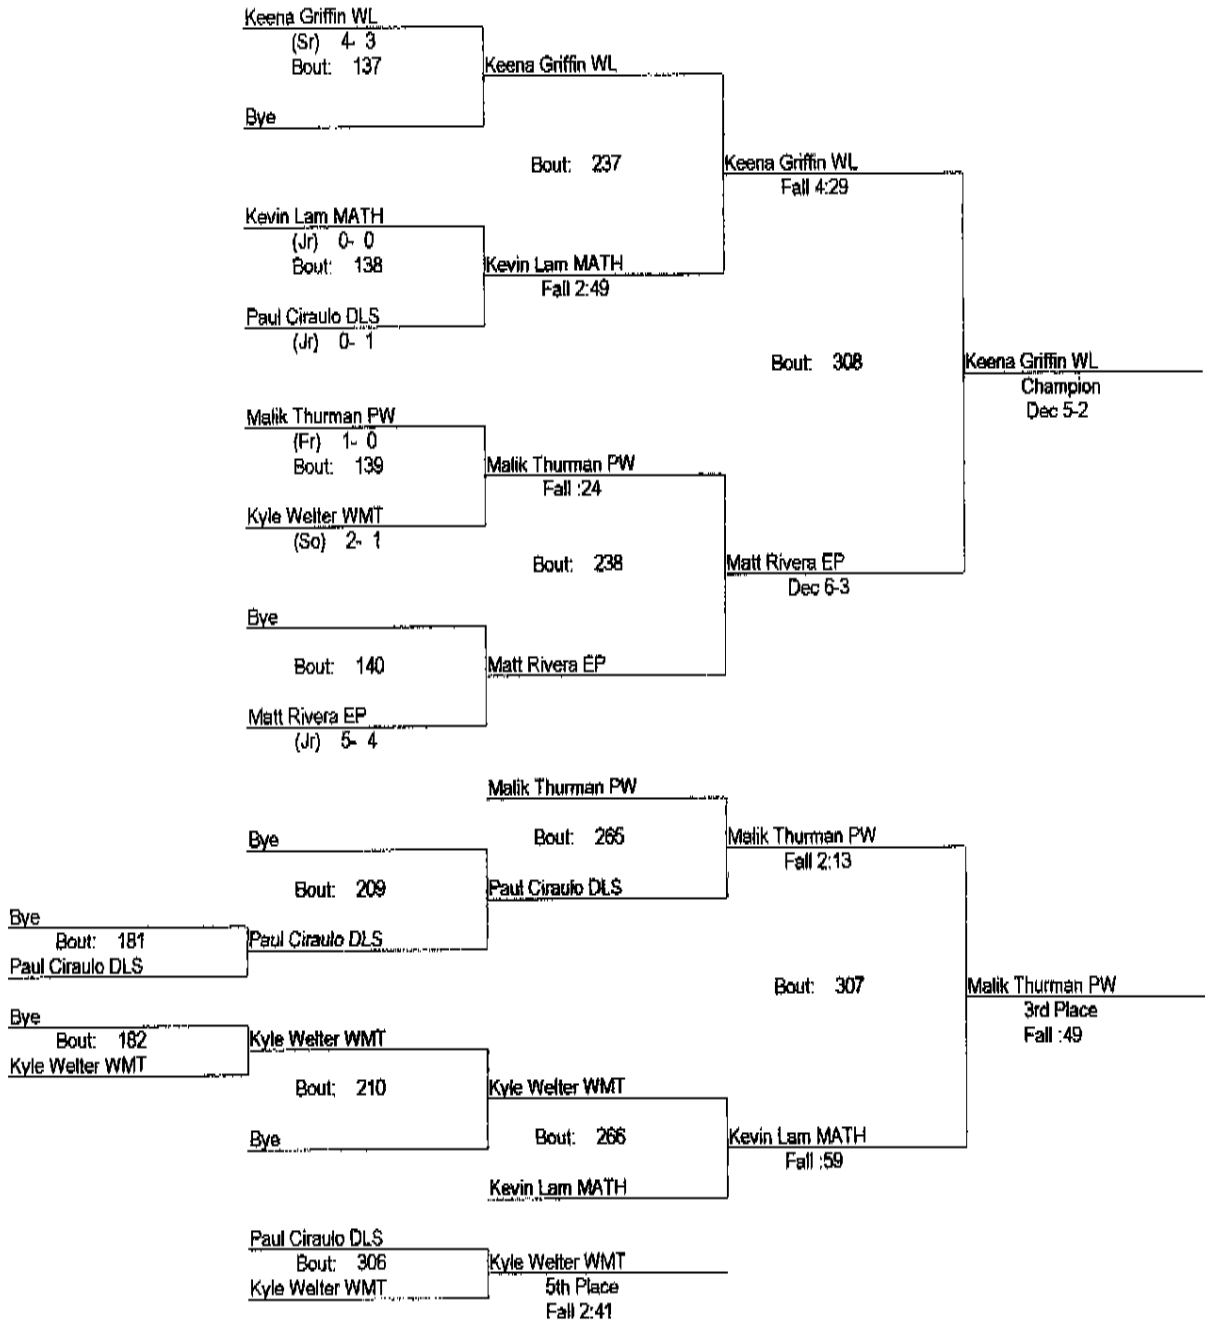 Keena Griffin WL
(Sr) 4- 3
Bout: 137
Keena Griffin WL
Bye
Bout: 237
Keena Griffin WL
Fall 4:29
Kevin Lam MATH
(Jr) 0- 0
Bout: 138
Kevin Lam MATH
Fall 2:49
Paul Ciraulo DLS
(Jr) 0- 1
Bout: 308
Keena Griffin WL
Champion
Dec 5-2
Malik Thurman PW
(Fr) 1- 0
Bout: 139
Malik Thurman PW
Fall :24
Kyle Welter WMT
(So) 2- 1
Bout: 238
Matt Rivera EP
Dec 6-3
Bye
Bout: 140
Matt Rivera EP
Matt Rivera EP
(Jr) 5- 4
Malik Thurman PW
Bye
Bout: 265
Malik Thurman PW
Fall 2:13
Bout: 209
Paul Ciraulo DLS
Bye
Bout: 181
Paul Ciraulo DLS
Paul Ciraulo DLS
Bout: 307
Malik Thurman PW
3rd Place
Fall :49
Bye
Bout: 182
Kyle Welter WMT
Kyle Welter WMT
Bout: 210
Kyle Welter WMT
Bye
Bout: 266
Kevin Lam MATH
Fall :59
Kevin Lam MATH
Paul Ciraulo DLS
Bout: 306
Kyle Welter WMT
Kyle Welter WMT
5th Place
Fall 2:41